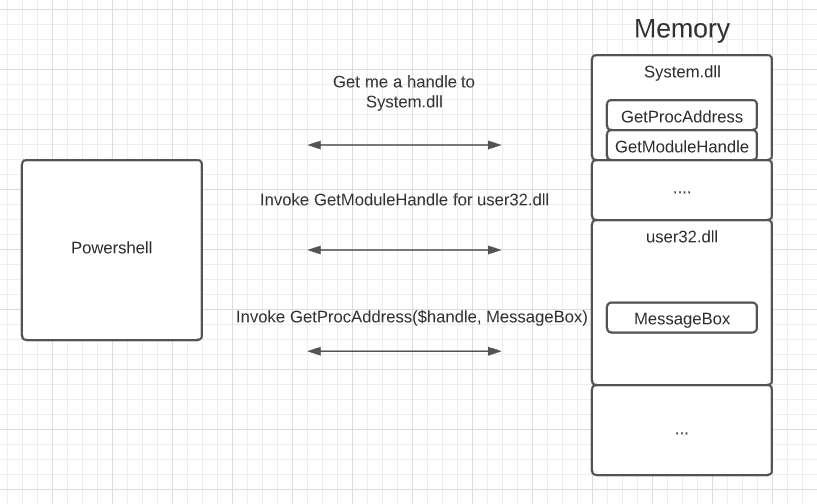 Memory
System.dll
GetProcAddress
GetModuleHandle
....
user32.dll
MessageBox
...
Get me a handle to
System.dll
Invoke GetModuleHandle for user32.dll
Invoke GetProcAddress($handle, MessageBox)
Powershell